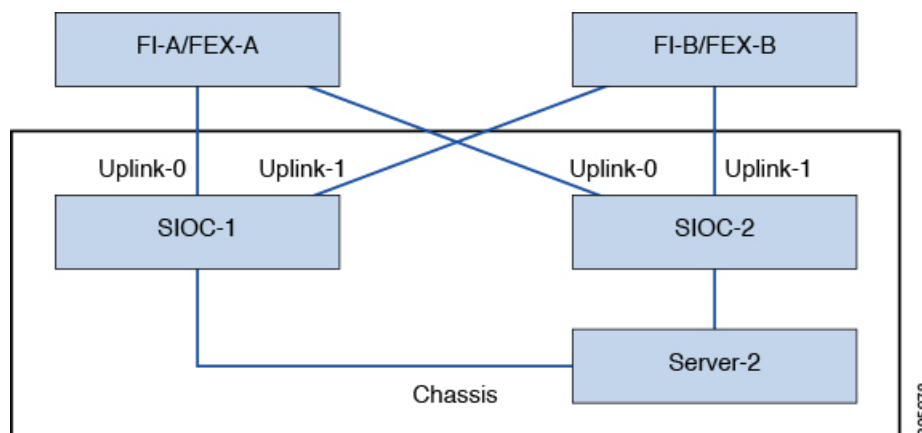 FI-A/FEX-A
FI-B/FEX-B
Uplink-0
Uplink-1
Uplink-0
Uplink-1
SIOC-1
SIOC-2
Server-2
Chassis